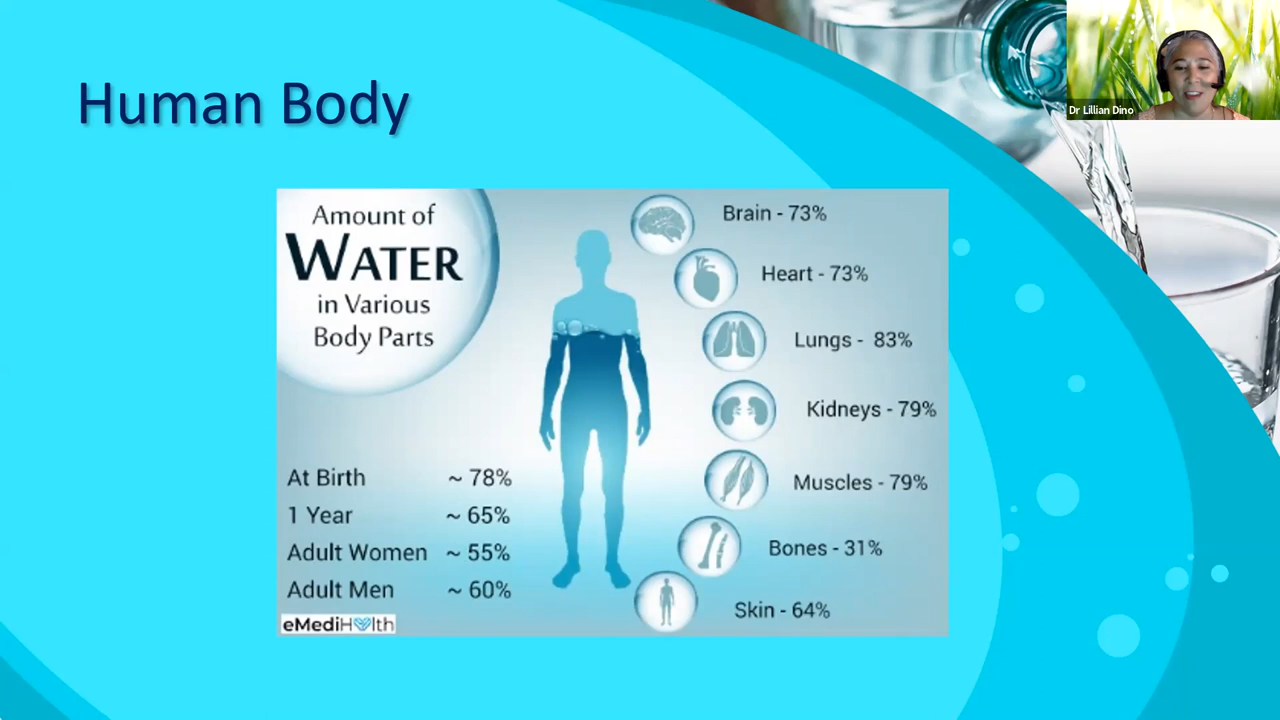 Human Body
Dr Lillian Dino
Amount of
WATER
in Various
Body Parts
Brain - 73%
Heart - 73%
Lungs - 83%
Kidneys - 79%
Muscles - 79%
Bones - 31%
Skin - 64%
At Birth ~ 78%
1 Year ~ 65%
Adult Women ~ 55%
Adult Men ~ 60%
eMediHealth